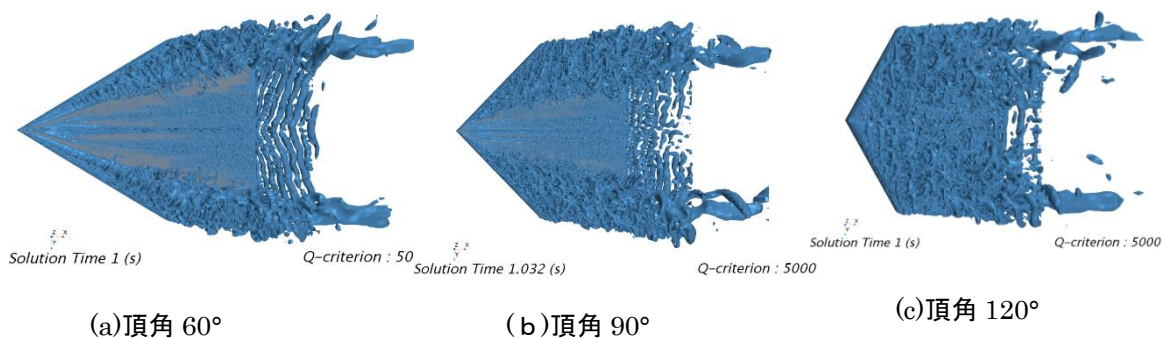 z x
Y
Solution Time 1 (s)
Q-criterion : 50
z x
Y
Solution Time 1.032 (s)
Q-criterion : 5000
z x
Y
Solution Time 1 (s)
Q-criterion : 5000
(a)頂角 60°
(ｂ)頂角 90°
(c)頂角 120°